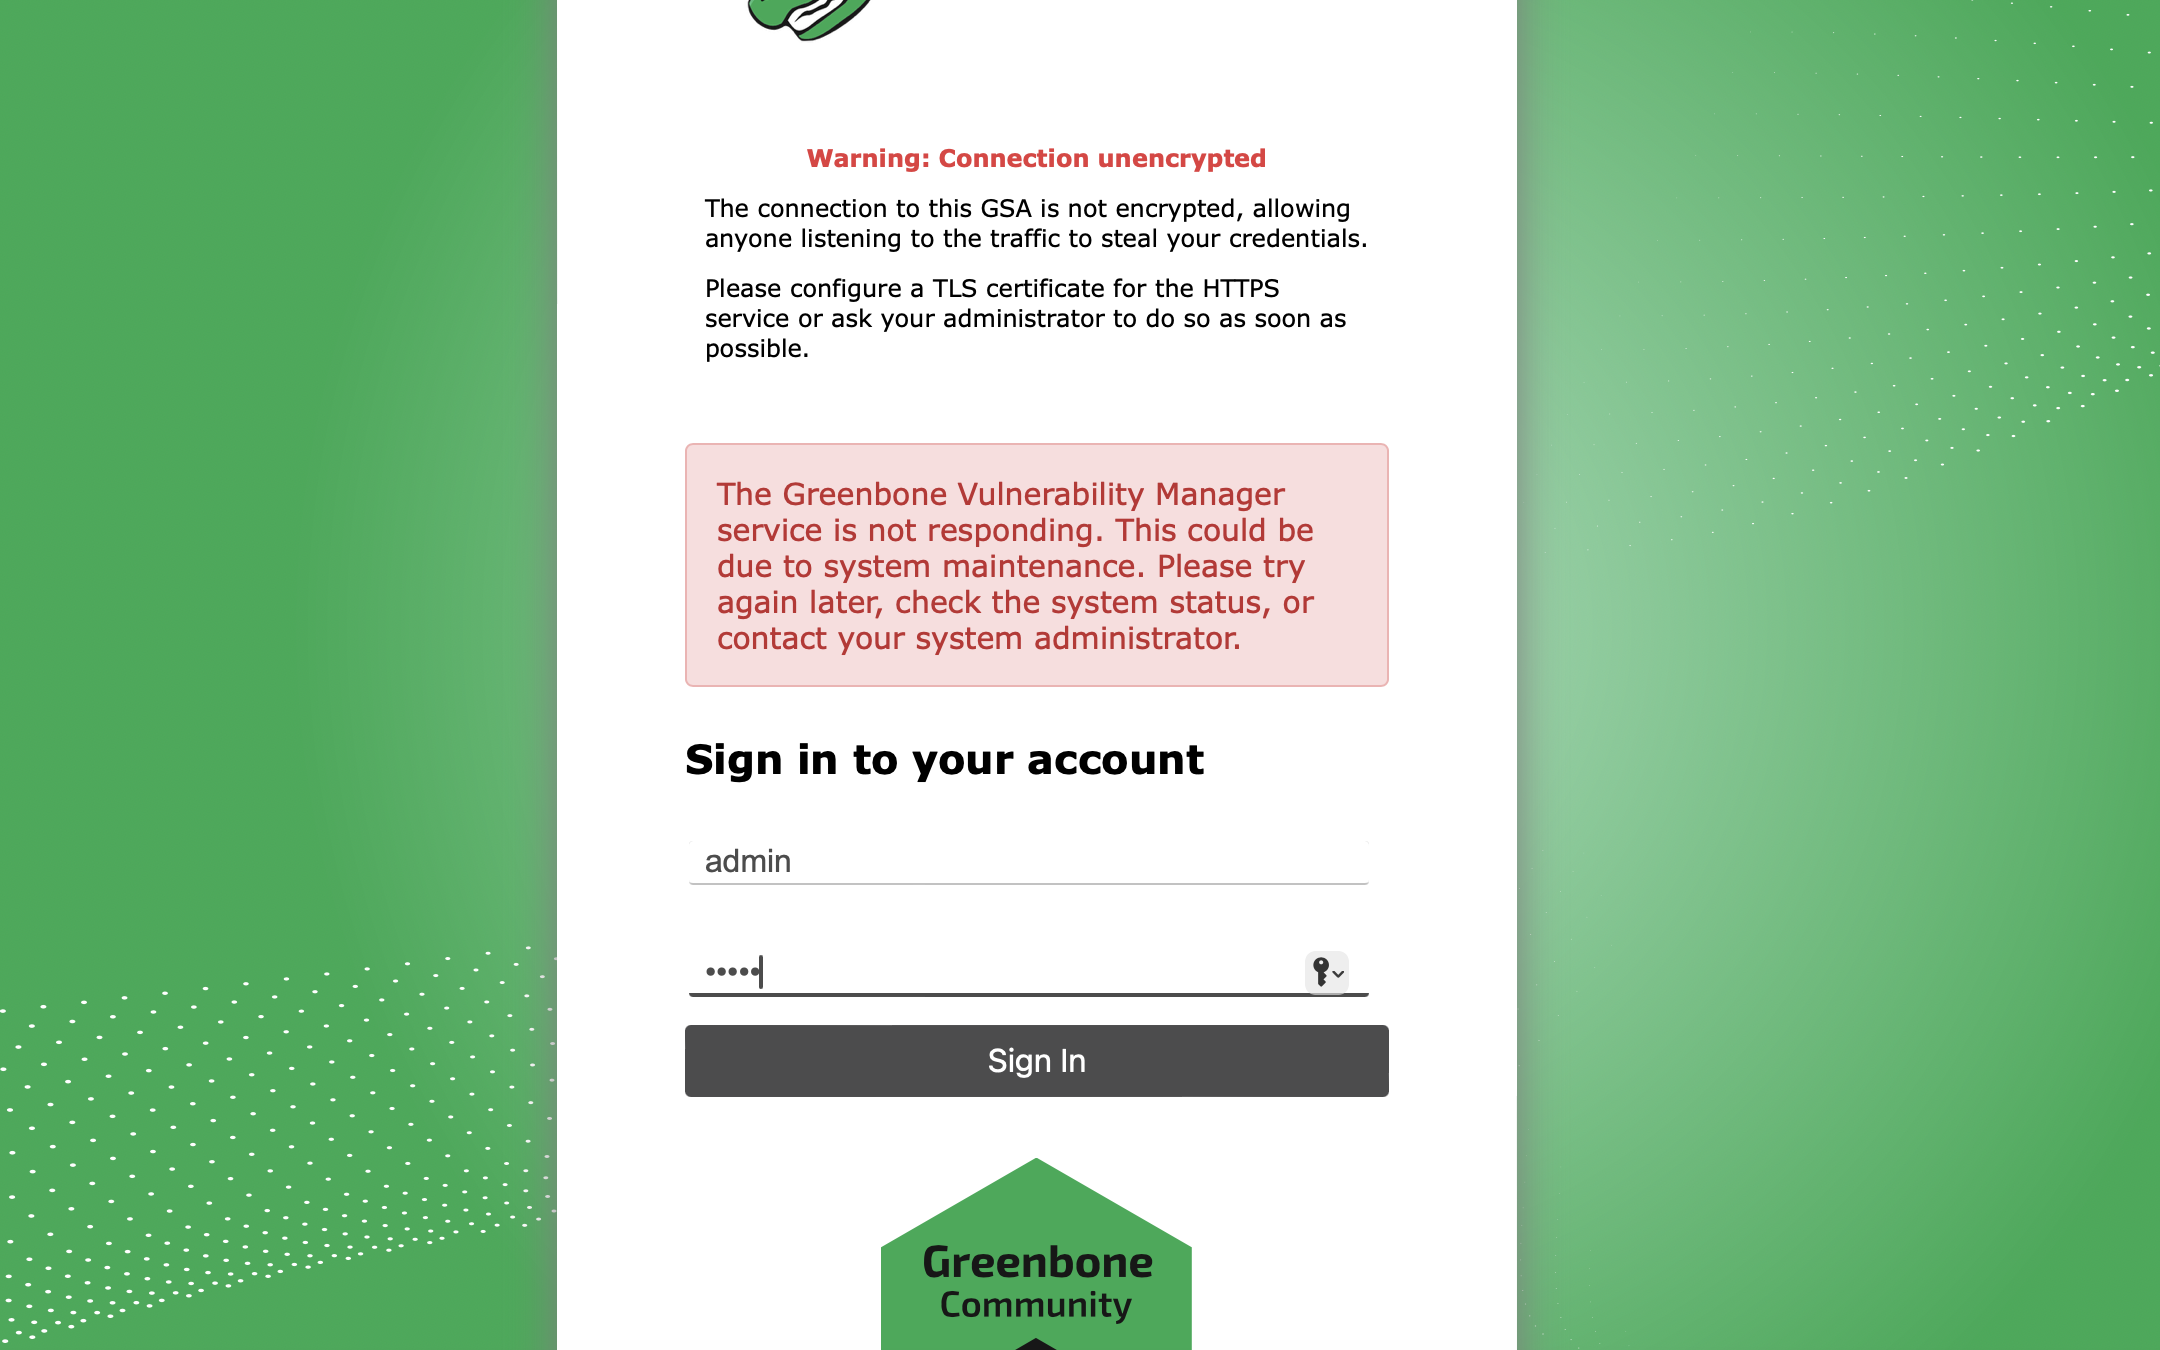 Warning: Connection unencrypted
The connection to this GSA is not encrypted, allowing
anyone listening to the traffic to steal your credentials.
Please configure a TLS certificate for the HTTPS
service or ask your administrator to do so as soon as
possible.
The Greenbone Vulnerability Manager
service is not responding. This could be
due to system maintenance. Please try
again later, check the system status, or
contact your system administrator.
Sign in to your account
admin
•••••
Sign In
Greenbone
Community